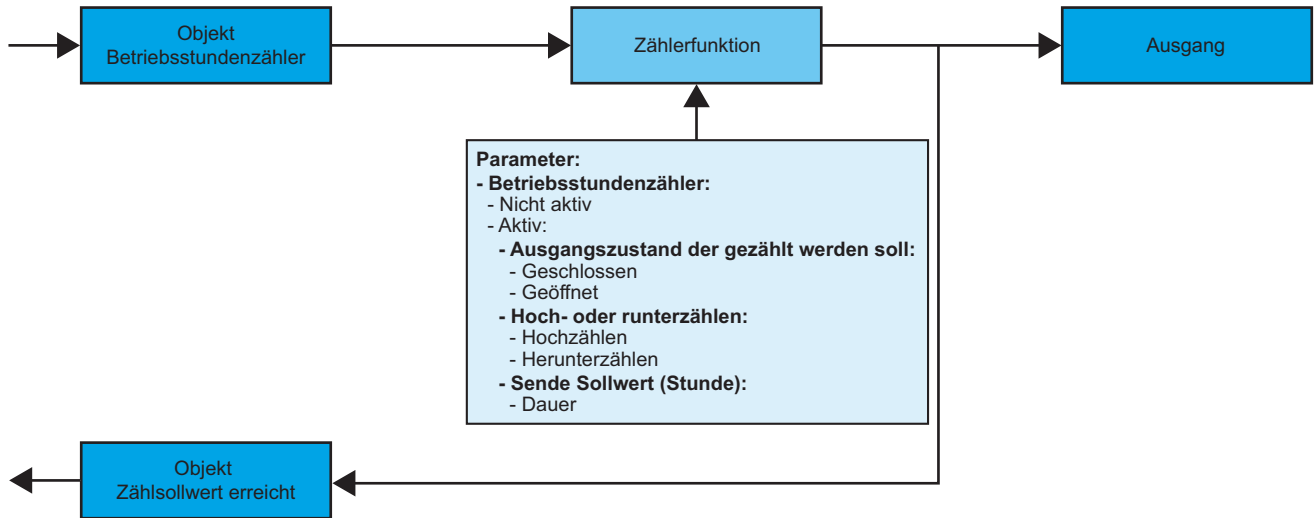 Objekt
Betriebsstundenzähler
Zählerfunktion
Ausgang
Parameter:
- Betriebsstundenzähler:
- Nicht aktiv
- Aktiv:
- Ausgangszustand der gezählt werden soll:
- Geschlossen
- Geöffnet
- Hoch- oder runterzählen:
- Hochzählen
- Herunterzählen
- Sende Sollwert (Stunde):
- Dauer
Objekt
Zählsollwert erreicht